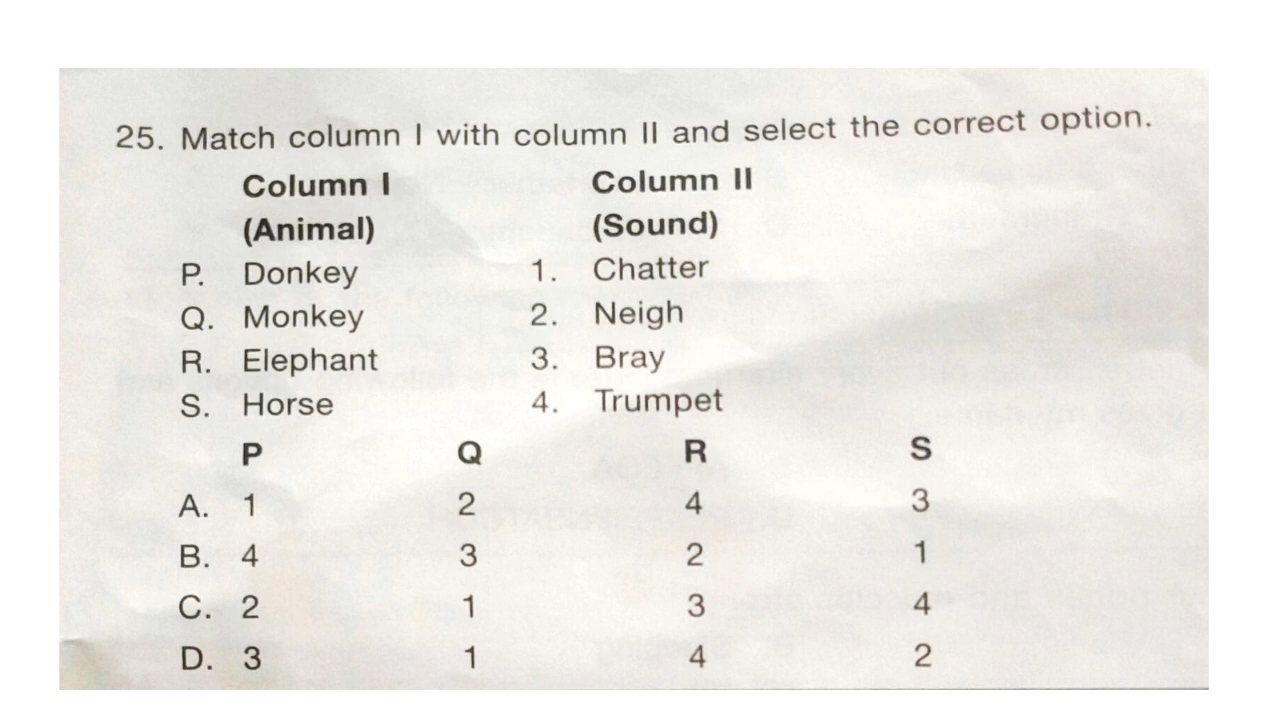 25. Match column I with column II and select the correct option.
Column I Column II
(Animal) (Sound)
P. Donkey 1. Chatter
Q. Monkey 2. Neigh
R. Elephant 3. Bray
S. Horse 4. Trumpet
P Q R S
A. 1 2 4 3
B. 4 3 2 1
C. 2 1 3 4
D. 3 1 4 2